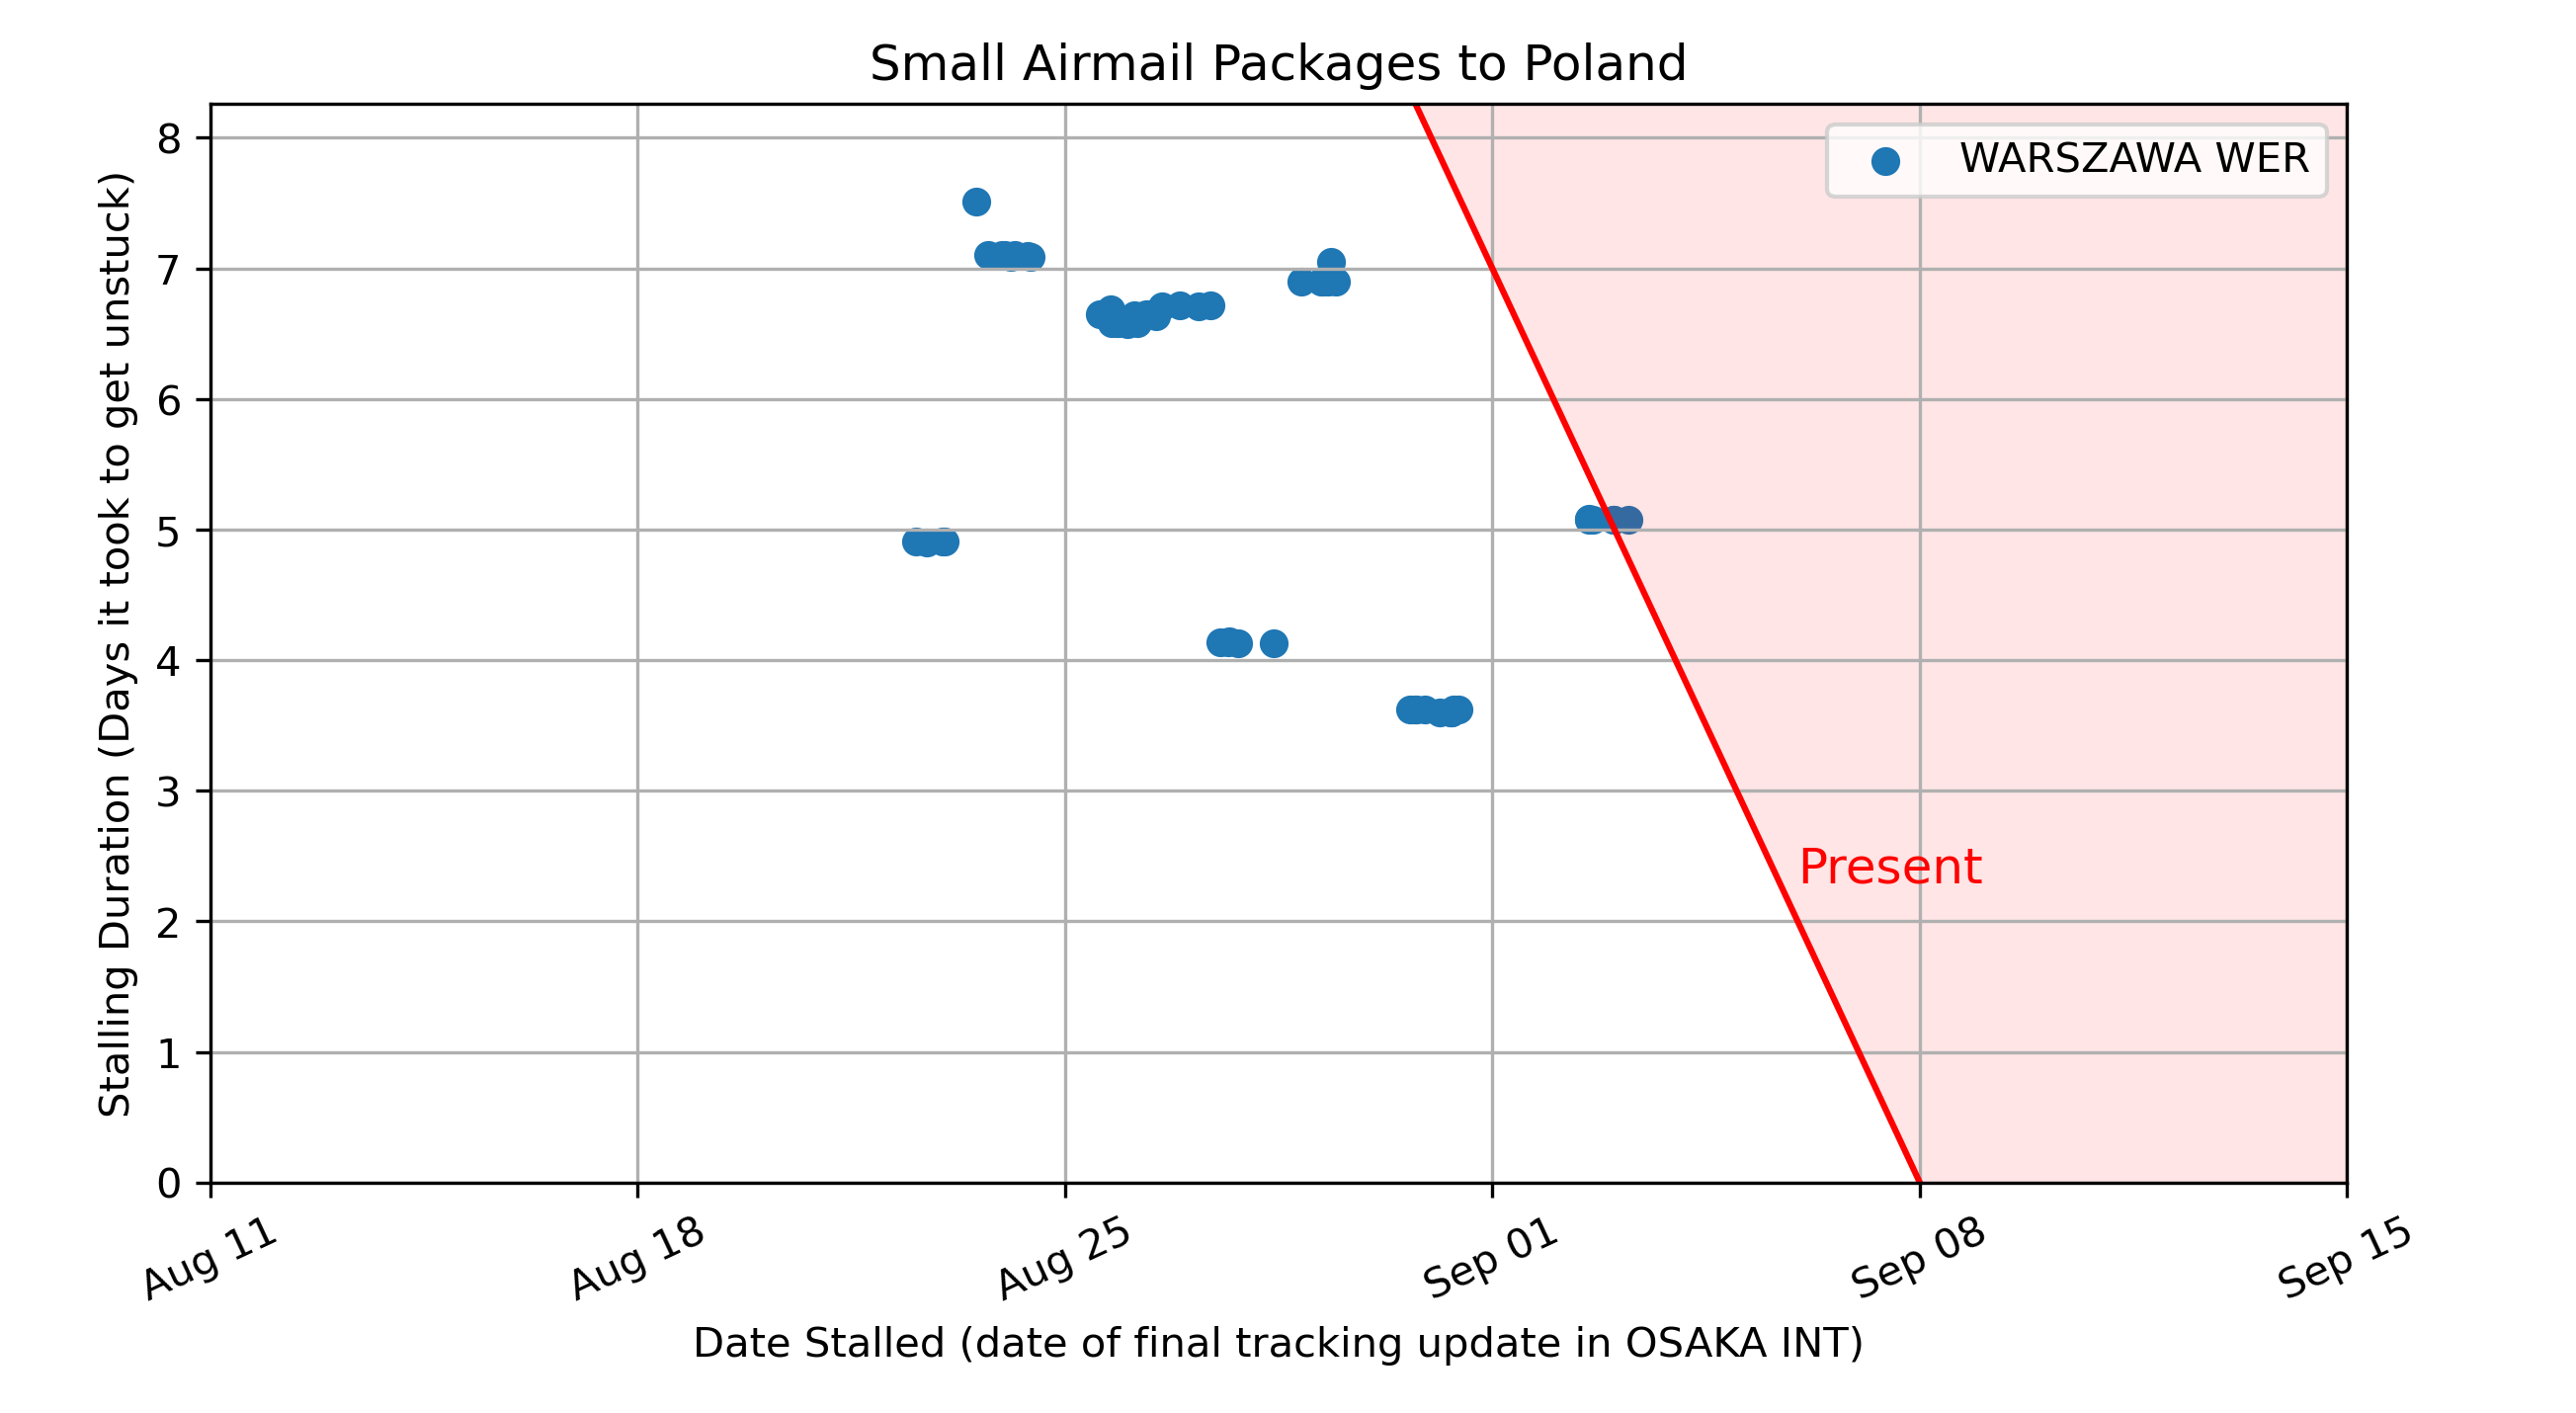 Small Airmail Packages to Poland
WARSZAWA WER
Stalling Duration (Days it took to get unstuck)
8
7
6
5
4
3
2
1
0
Present
Aug 11
Aug 18
Aug 25
Sep 01
Sep 08
Sep 15
Date Stalled (date of final tracking update in OSAKA INT)